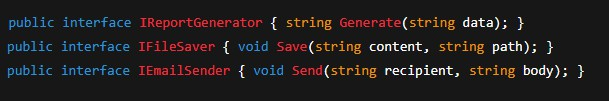 public interface IReportGenerator { string Generate(string data); }
public interface IFileSaver { void Save(string content, string path); }
public interface IEmailSender { void Send(string recipient, string body); }